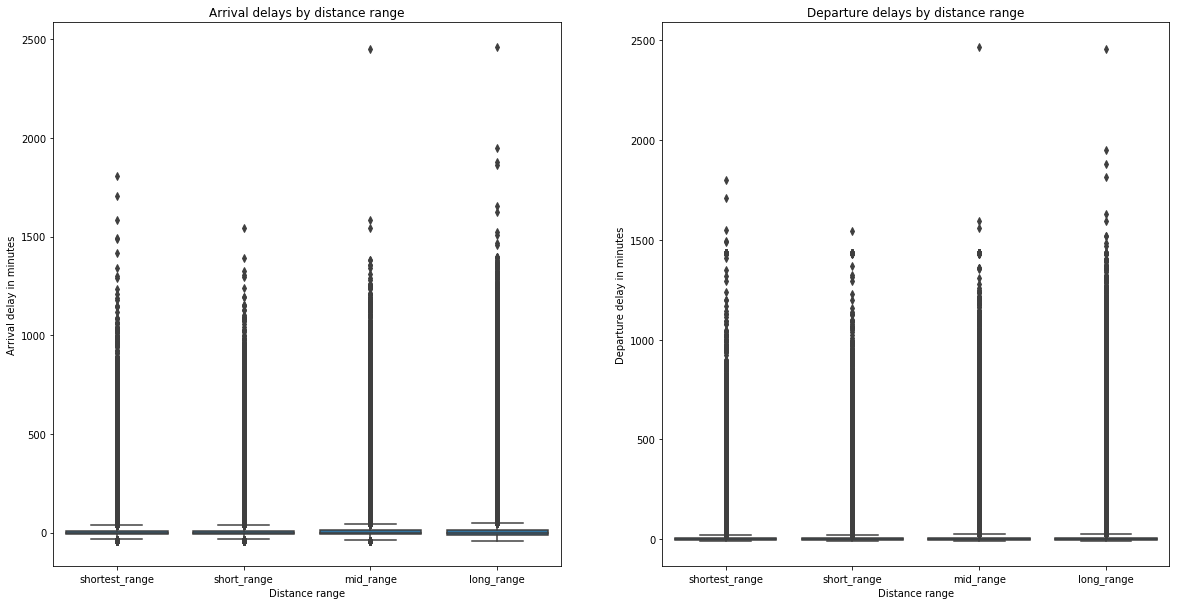 Arrival delays by distance range
2500
2000
1500
1000
500
0
Arrival delay in minutes
shortest_range
short_range
mid_range
long_range
Distance range
Departure delays by distance range
2500
2000
1500
1000
500
0
Departure delay in minutes
shortest_range
short_range
mid_range
long_range
Distance range